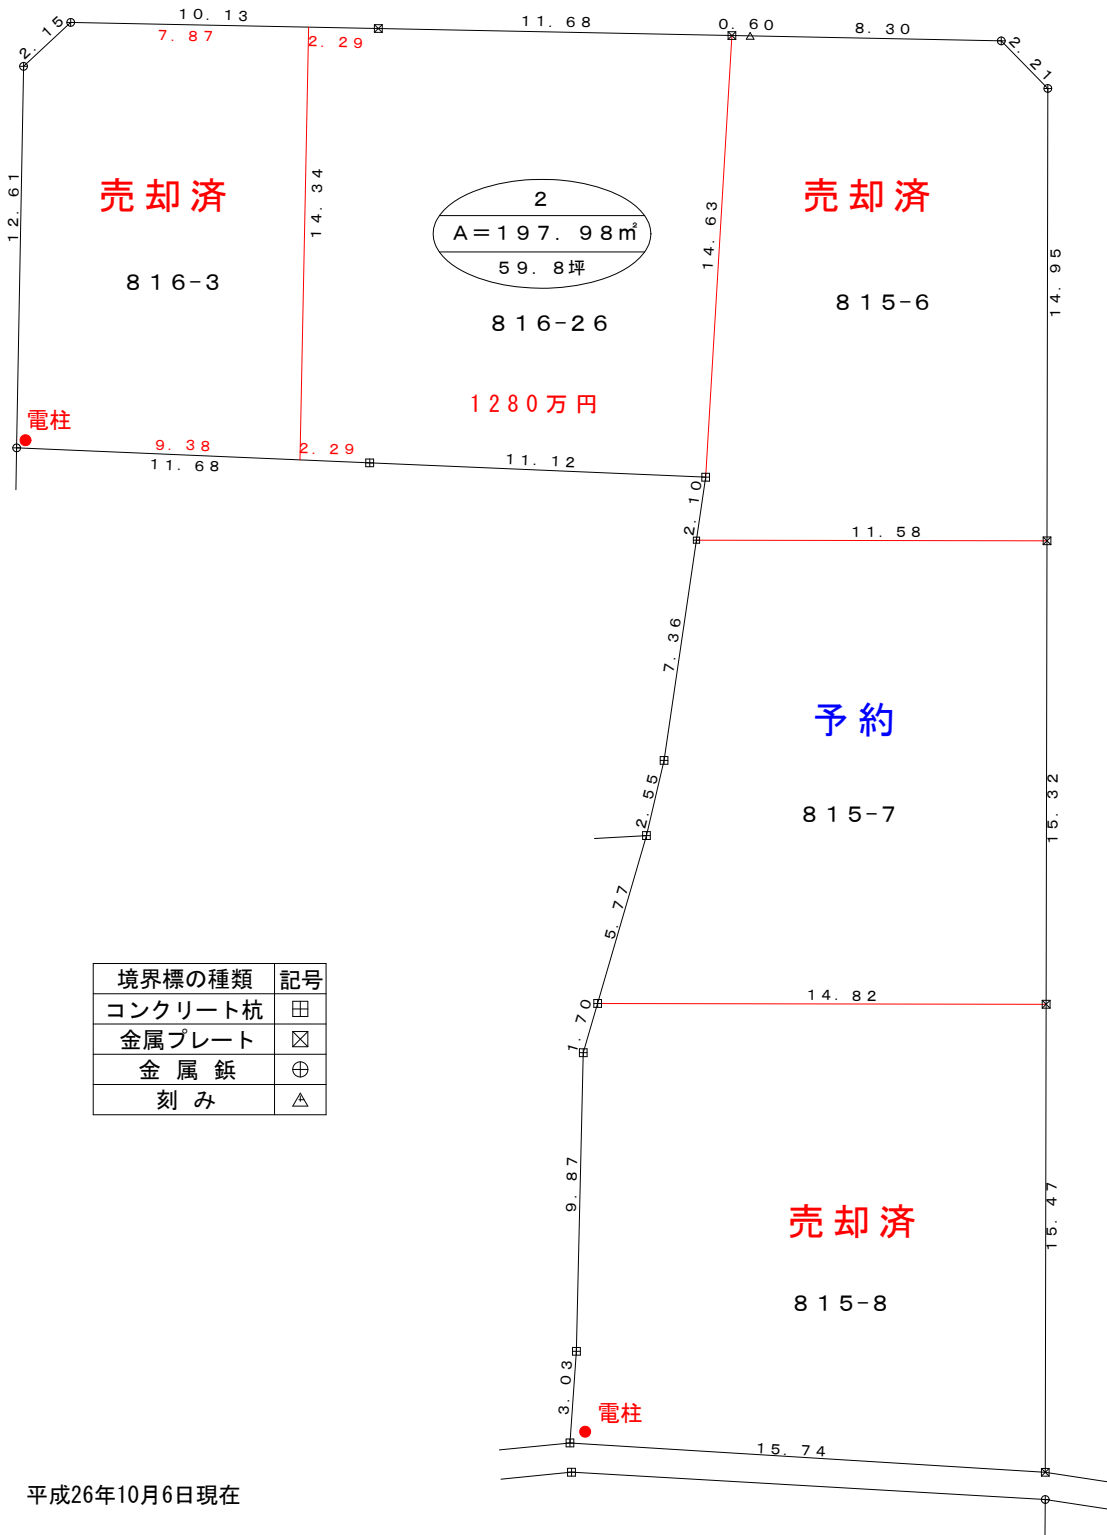 10.13
11.68
0.60
8.30
2.15
7.87
2.29
2.21
12.61
14.34
売却済
816-3
2
A=197.98㎡
59.8坪
816-26
1280万円
14.63
売却済
815-6
14.95
電柱
9.38
2.29
11.68
11.12
2.10
11.58
7.36
予約
815-7
15.32
2.55
5.77
14.82
1.70
境界標の種類 記号
コンクリート杭
金属プレート
金属鋲
刻み
9.87
売却済
815-8
15.47
3.03
電柱
15.74
平成26年10月6日現在